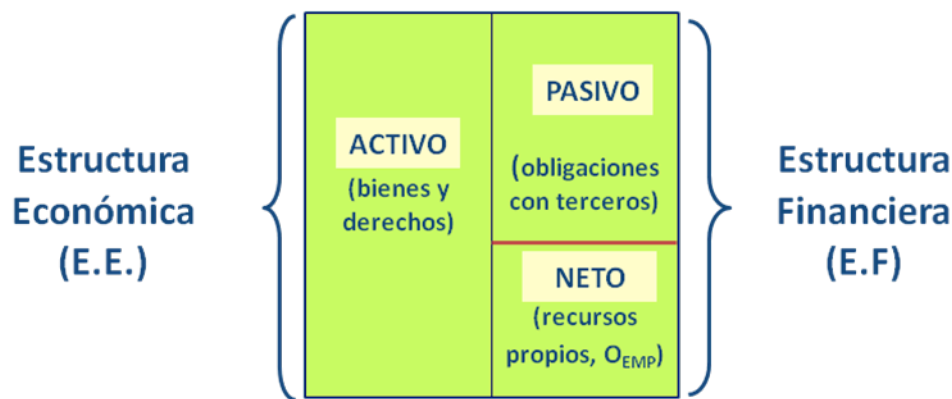 Estructura
Económica
(E.E.)
ACTIVO
(bienes y
derechos)
PASIVO
(obligaciones
con terceros)
NETO
(recursos
propios, OEMP)
Estructura
Financiera
(E.F)